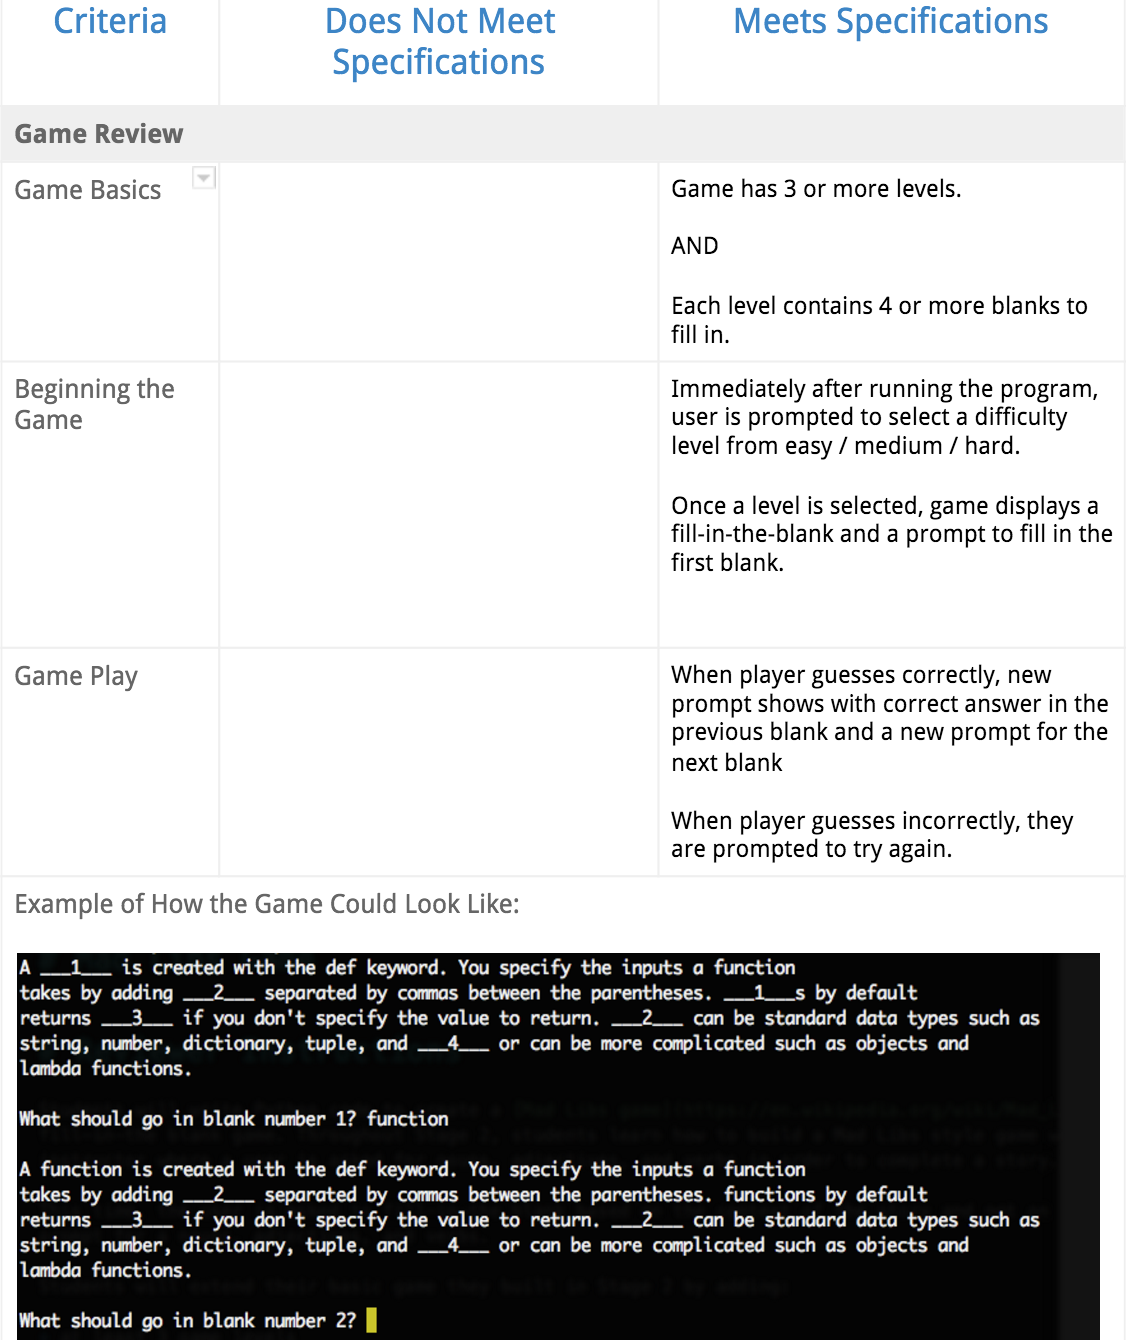 Criteria
Does Not Meet
Specifications
Meets Specifications
Game Review
Game Basics
Game has 3 or more levels.
AND
Each level contains 4 or more blanks to
fill in.
Beginning the
Game
Immediately after running the program,
user is prompted to select a difficulty
level from easy / medium / hard.
Once a level is selected, game displays a
fill-in-the-blank and a prompt to fill in the
first blank.
Game Play
When player guesses correctly, new
prompt shows with correct answer in the
previous blank and a new prompt for the
next blank
When player guesses incorrectly, they
are prompted to try again.
Example of How the Game Could Look Like:
A ___1___ is created with the def keyword. You specify the inputs a function
takes by adding ___2___ separated by commas between the parentheses. ___1___s by default
returns ___3___ if you don't specify the value to return. ___2___ can be standard data types such as
string, number, dictionary, tuple, and ___4___ or can be more complicated such as objects and
lambda functions.
What should go in blank number 1? function
A function is created with the def keyword. You specify the inputs a function
takes by adding ___2___ separated by commas between the parentheses. functions by default
returns ___3___ if you don't specify the value to return. ___2___ can be standard data types such as
string, number, dictionary, tuple, and ___4___ or can be more complicated such as objects and
lambda functions.
What should go in blank number 2?